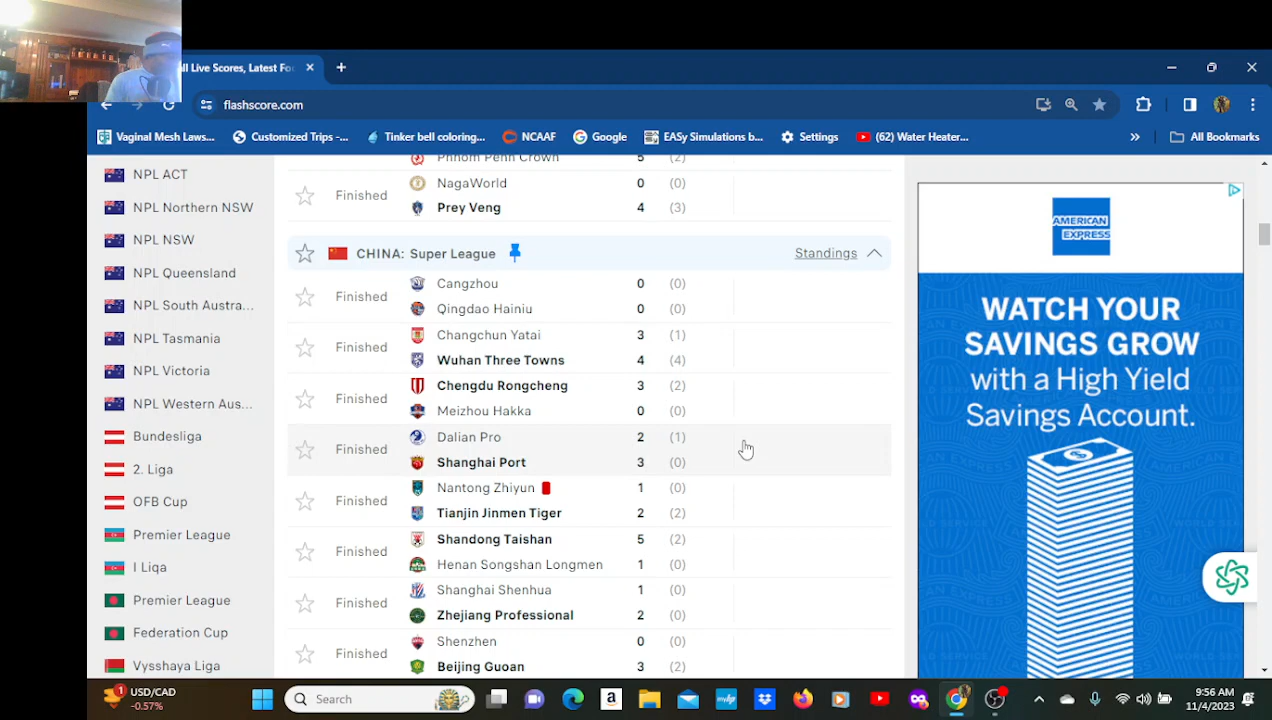 ll Live Scores, Latest Foo
flashscore.com
Vaginal Mesh Laws...
Customized Trips -...
Tinker bell coloring...
NCAAF
Google
EASy Simulations b...
Settings
(62) Water Heater...
»
All Bookmarks
NPL ACT
NPL Northern NSW
NPL NSW
NPL Queensland
NPL South Austra...
NPL Tasmania
NPL Victoria
NPL Western Aus...
Bundesliga
2. Liga
OFB Cup
Premier League
I Liqa
Premier League
Federation Cup
Vysshaya Liga
Phnom Penh Crown 5 (2)
Finished
NagaWorld 0 (0)
Prey Veng 4 (3)
CHINA: Super League Standings
Finished
Cangzhou 0 (0)
Qingdao Hainiu 0 (0)
Finished
Changchun Yatai 3 (1)
Wuhan Three Towns 4 (4)
Finished
Chengdu Rongcheng 3 (2)
Meizhou Hakka 0 (0)
Finished
Dalian Pro 2 (1)
Shanghai Port 3 (0)
Finished
Nantong Zhiyun 1 (0)
Tianjin Jinmen Tiger 2 (2)
Finished
Shandong Taishan 5 (2)
Henan Songshan Longmen 1 (0)
Finished
Shanghai Shenhua 1 (0)
Zhejiang Professional 2 (0)
Finished
Shenzhen 0 (0)
Beijing Guoan 3 (2)
AMERICAN
EXPRESS
WATCH YOUR
SAVINGS GROW
with a High Yield
Savings Account.
1
USD/CAD
-0.57%
Search
9:56 AM
11/4/2023